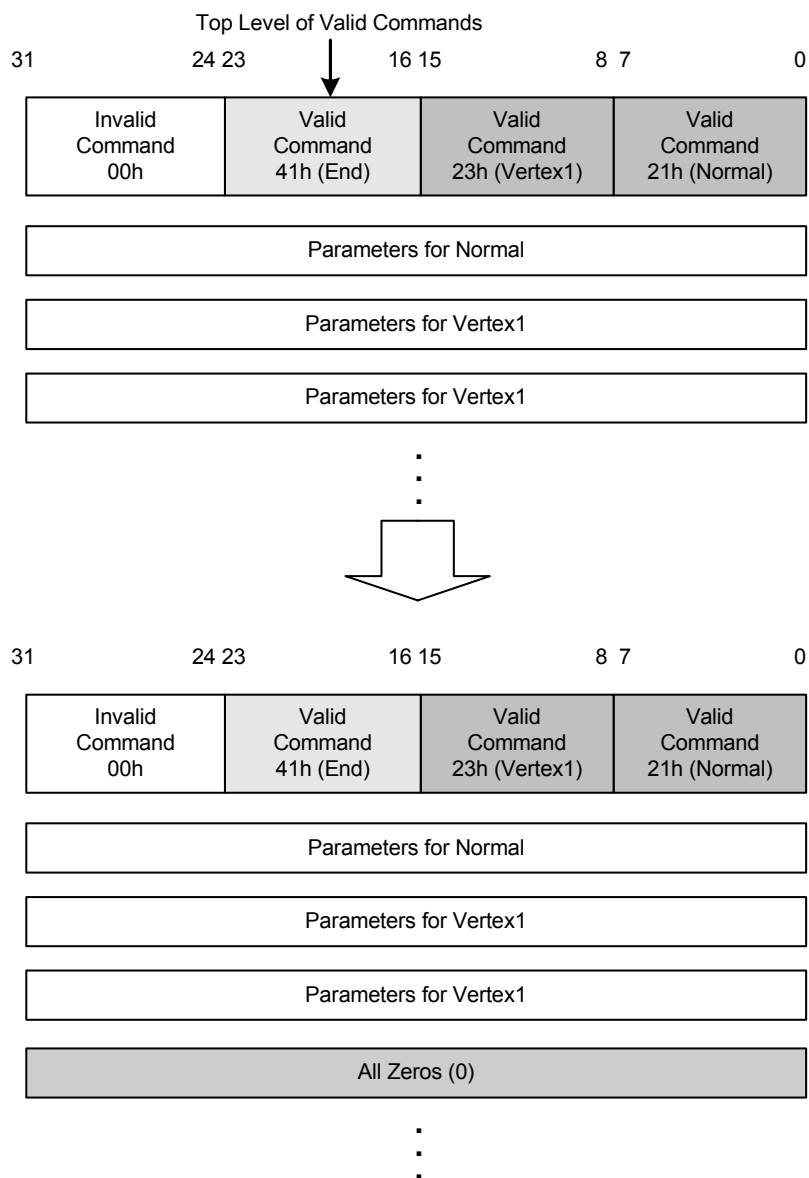 Top Level of Valid Commands
31 24 23 16 15 8 7 0
Invalid Command 00h
Valid Command 41h (End)
Valid Command 23h (Vertex1)
Valid Command 21h (Normal)
Parameters for Normal
Parameters for Vertex1
Parameters for Vertex1
31 24 23 16 15 8 7 0
Invalid Command 00h
Valid Command 41h (End)
Valid Command 23h (Vertex1)
Valid Command 21h (Normal)
Parameters for Normal
Parameters for Vertex1
Parameters for Vertex1
All Zeros (0)